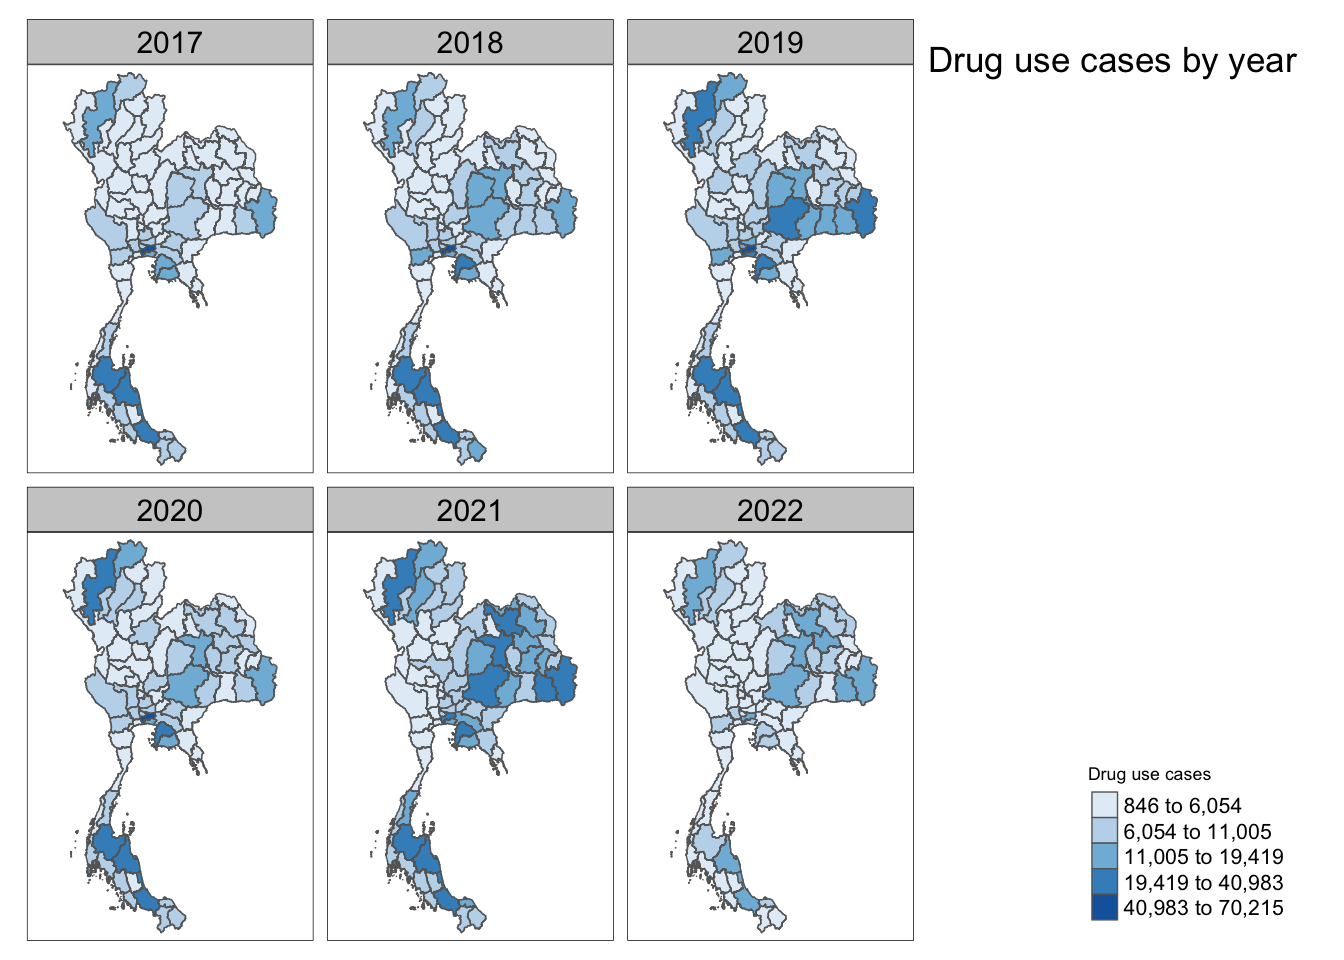 2017
2018
2019
Drug use cases by year
2020
2021
2022
Drug use cases
846 to 6,054
6,054 to 11,005
11,005 to 19,419
19,419 to 40,983
40,983 to 70,215